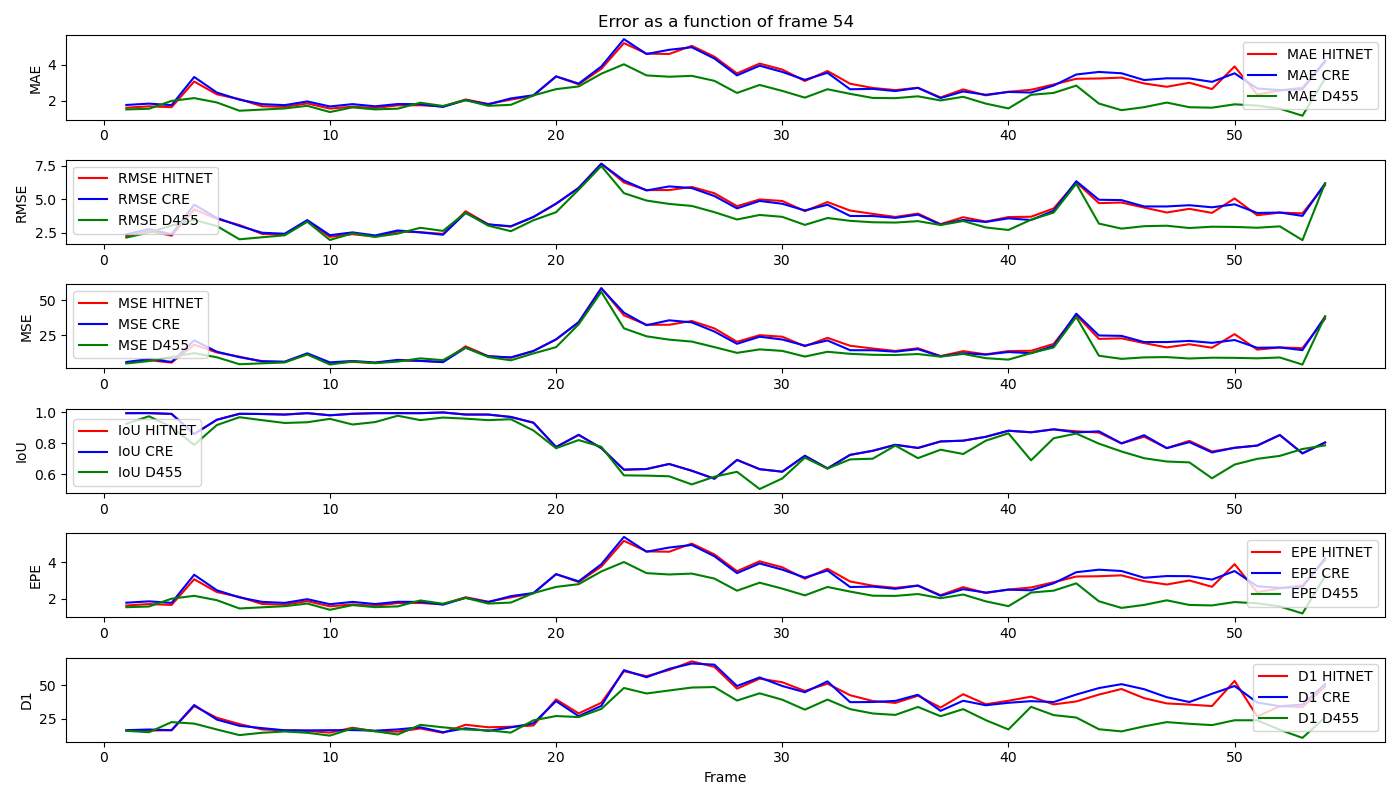 Error as a function of frame 54
MAE
4
2
MAE HITNET
MAE CRE
MAE D455
0 10 20 30 40 50
RMSE
7.5
5.0
2.5
RMSE HITNET
RMSE CRE
RMSE D455
0 10 20 30 40 50
MSE
50
25
MSE HITNET
MSE CRE
MSE D455
0 10 20 30 40 50
IoU
1.0
0.8
0.6
IoU HITNET
IoU CRE
IoU D455
0 10 20 30 40 50
EPE
4
2
EPE HITNET
EPE CRE
EPE D455
0 10 20 30 40 50
D1
50
25
D1 HITNET
D1 CRE
D1 D455
0 10 20 30 40 50
Frame